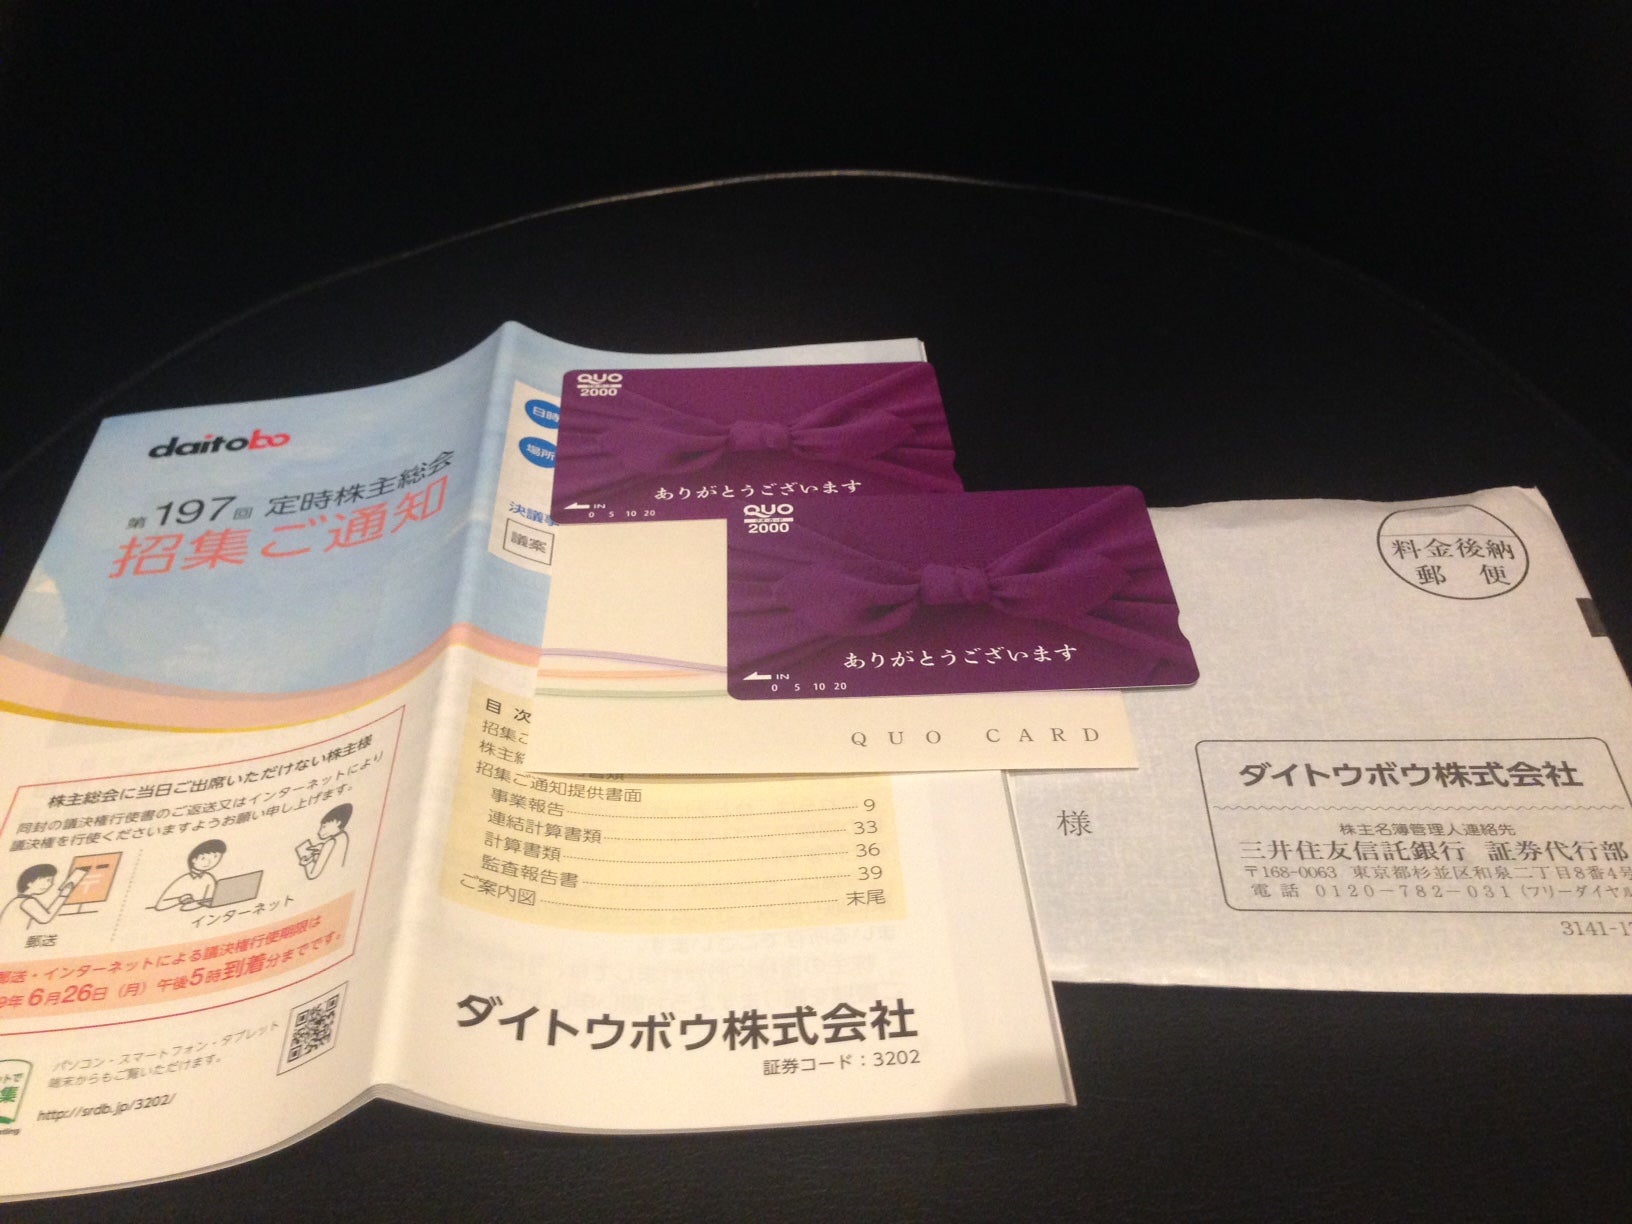 daitobo
第197回 定時株主総会
招集ご通知
株主総会に当日ご出席いただけない株主様
同封の議決権行使書のご返送又はインターネットにより
議決権を行使くださいますようお願い申し上げます。
郵送
インターネット
郵送・インターネットによる議決権行使期限は
年6月26日（月）午後5時到着分までです。
パソコン・スマートフォン・タブレット
端末からもご覧いただけます。
http://srdb.jp/3202/
日時
場所
決議事
議案
目次
招集ご
株主総
招集ご通知提供書面
事業報告 9
連結計算書類 33
計算書類 36
監査報告書 39
ご案内図 末尾
ダイトウボウ株式会社
証券コード：3202
QUO
2000
ありがとうございます
IN
0 5 10 20
QUO
2000
ありがとうございます
IN
0 5 10 20
QUO CARD
料金後納
郵便
様
ダイトウボウ株式会社
株主名簿管理人連絡先
三井住友信託銀行 証券代行部
〒168-0063 東京都杉並区和泉二丁目8番4号
電話 0120-782-031（フリーダイヤル
3141-1